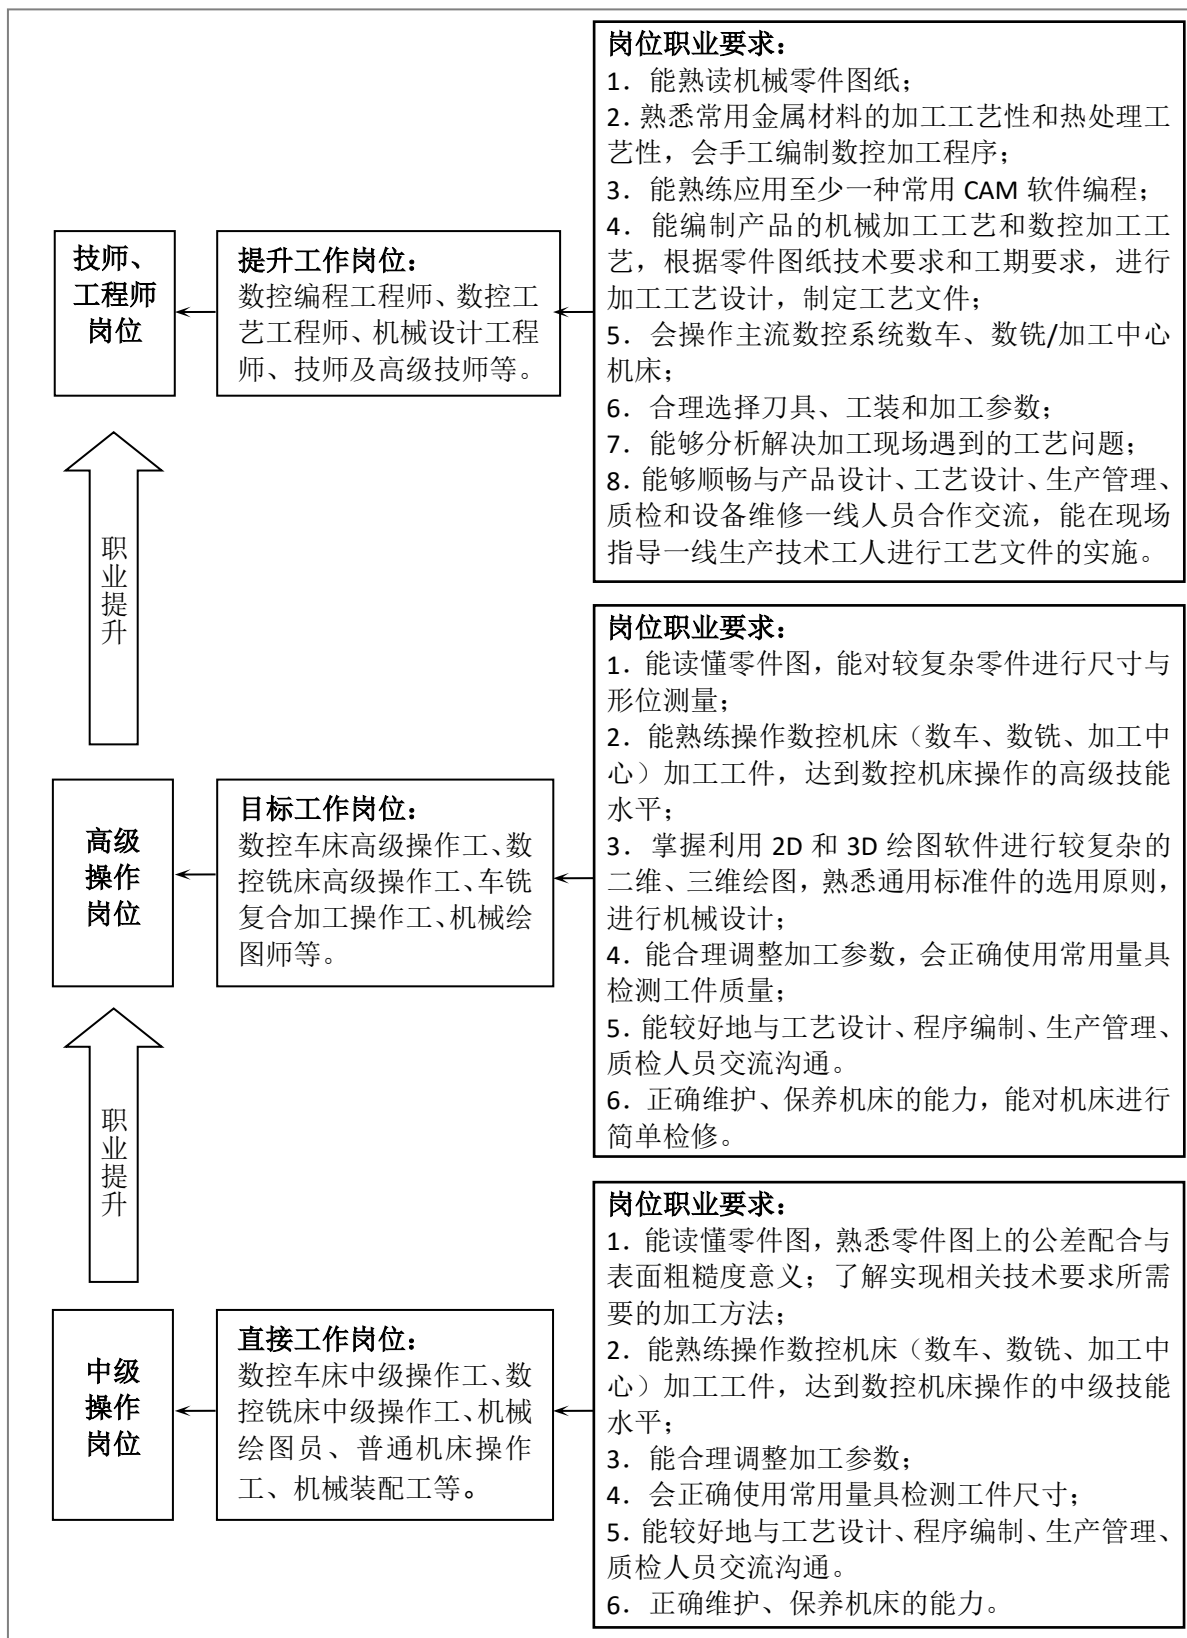 岗位职业要求：
1．能熟读机械零件图纸；
2．熟悉常用金属材料的加工工艺性和热处理工
艺性，会手工编制数控加工程序；
3．能熟练应用至少一种常用 CAM 软件编程；
4．能编制产品的机械加工工艺和数控加工工
艺，根据零件图纸技术要求和工期要求，进行
加工工艺设计，制定工艺文件；
5．会操作主流数控系统数车、数铣/加工中心
机床；
6．合理选择刀具、工装和加工参数；
7．能够分析解决加工现场遇到的工艺问题；
8．能够顺畅与产品设计、工艺设计、生产管理、
质检和设备维修一线人员合作交流，能在现场
指导一线生产技术工人进行工艺文件的实施。
技师、
工程师
岗位
提升工作岗位：
数控编程工程师、数控工
艺工程师、机械设计工程
师、技师及高级技师等。
职业提升
岗位职业要求：
1．能读懂零件图，能对较复杂零件进行尺寸与
形位测量；
2．能熟练操作数控机床（数车、数铣、加工中
心）加工工件，达到数控机床操作的高级技能
水平；
3．掌握利用 2D 和 3D 绘图软件进行较复杂的
二维、三维绘图，熟悉通用标准件的选用原则，
进行机械设计；
4．能合理调整加工参数，会正确使用常用量具
检测工件质量；
5．能较好地与工艺设计、程序编制、生产管理、
质检人员交流沟通。
6．正确维护、保养机床的能力，能对机床进行
简单检修。
高级
操作
岗位
目标工作岗位：
数控车床高级操作工、数
控铣床高级操作工、车铣
复合加工操作工、机械绘
图师等。
职业提升
岗位职业要求：
1．能读懂零件图，熟悉零件图上的公差配合与
表面粗糙度意义；了解实现相关技术要求所需
要的加工方法；
2．能熟练操作数控机床（数车、数铣、加工中
心）加工工件，达到数控机床操作的中级技能
水平；
3．能合理调整加工参数；
4．会正确使用常用量具检测工件尺寸；
5．能较好地与工艺设计、程序编制、生产管理、
质检人员交流沟通。
6．正确维护、保养机床的能力。
中级
操作
岗位
直接工作岗位：
数控车床中级操作工、数
控铣床中级操作工、机械
绘图员、普通机床操作
工、机械装配工等。